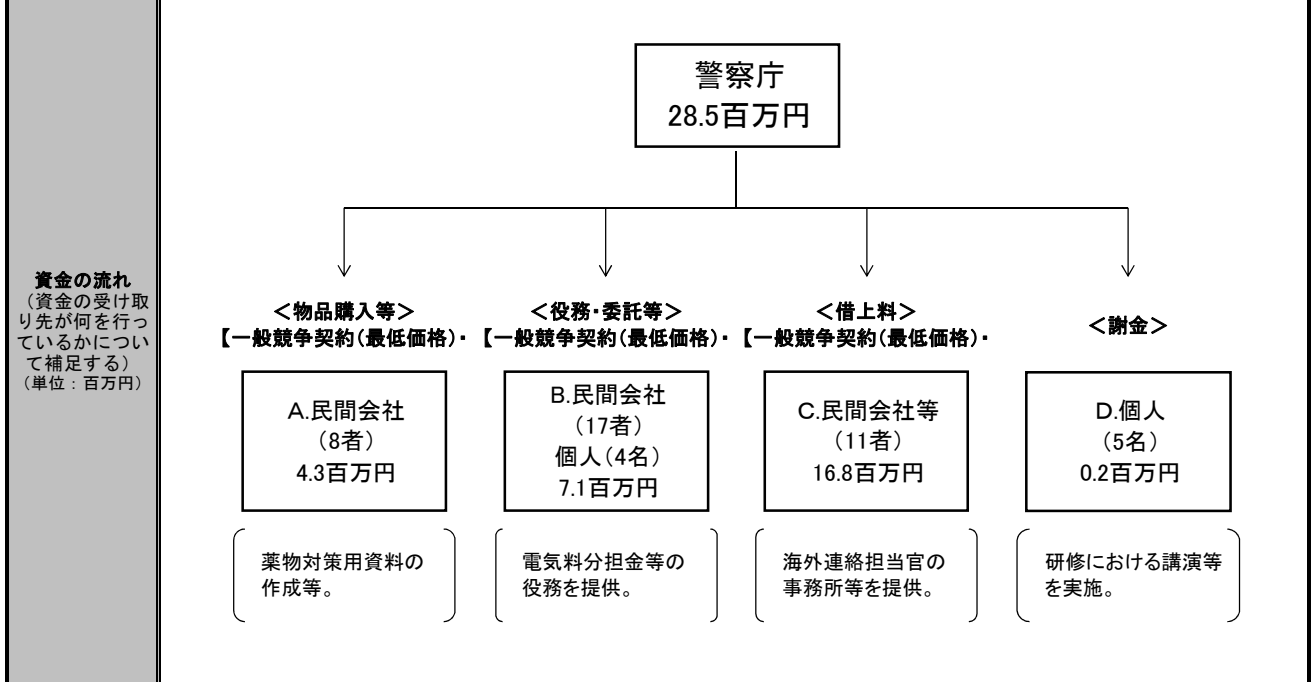 資金の流れ
（資金の受け取
り先が何を行っ
ているかについ
て補足する）
（単位：百万円）
警察庁
28.5百万円
＜物品購入等＞
【一般競争契約（最低価格）・
＜役務・委託等＞
【一般競争契約（最低価格）・
＜借上料＞
【一般競争契約（最低価格）・
＜謝金＞
A.民間会社
（8者）
4.3百万円
B.民間会社
（17者）
個人（4名）
7.1百万円
C.民間会社等
（11者）
16.8百万円
D.個人
（5名）
0.2百万円
薬物対策用資料の
作成等。
電気料分担金等の
役務を提供。
海外連絡担当官の
事務所等を提供。
研修における講演等
を実施。